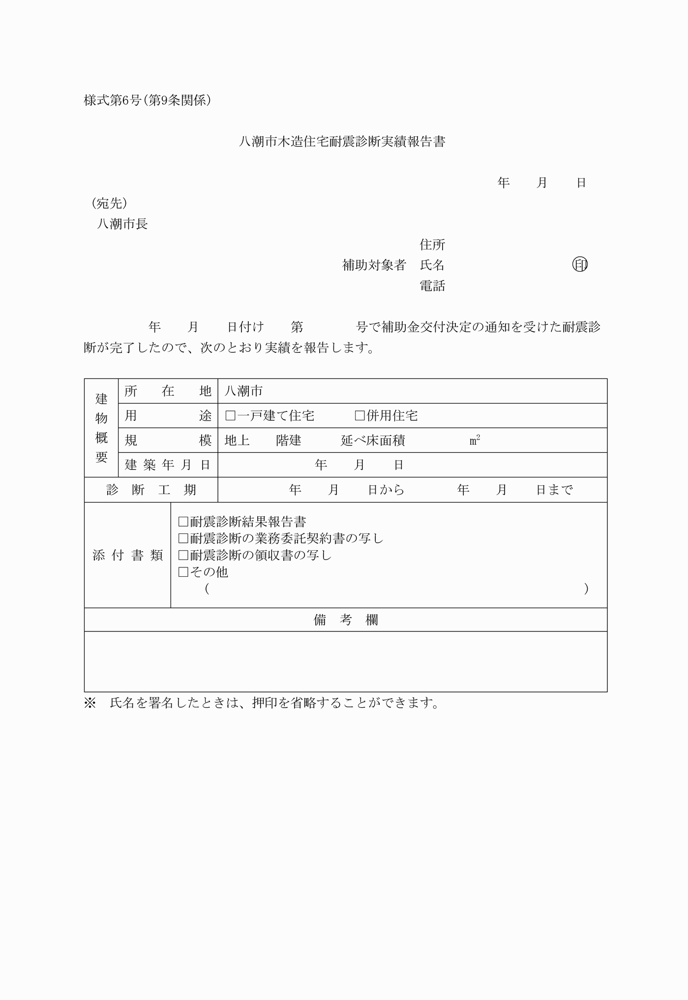 様式第6号(第9条関係)
八潮市木造住宅耐震診断実績報告書
年　　月　　日
(宛先)
八潮市長
住所
補助対象者　氏名　　　　　　　　　　㊞
電話
年　　月　　日付け　　第　　　　号で補助金交付決定の通知を受けた耐震診
断が完了したので、次のとおり実績を報告します。
建物概要
所在地　八潮市
用途　□一戸建て住宅　　　□併用住宅
規模　地上　　階建　　　延べ床面積　　　　　㎡
建築年月日　　　　年　　月　　日
診断工期　　　　年　　月　　日から　　　　年　　月　　日まで
添付書類
□耐震診断結果報告書
□耐震診断の業務委託契約書の写し
□耐震診断の領収書の写し
□その他
(　　　　　　　　　　　　　　　　　　　　)
備考欄
※　氏名を署名したときは、押印を省略することができます。